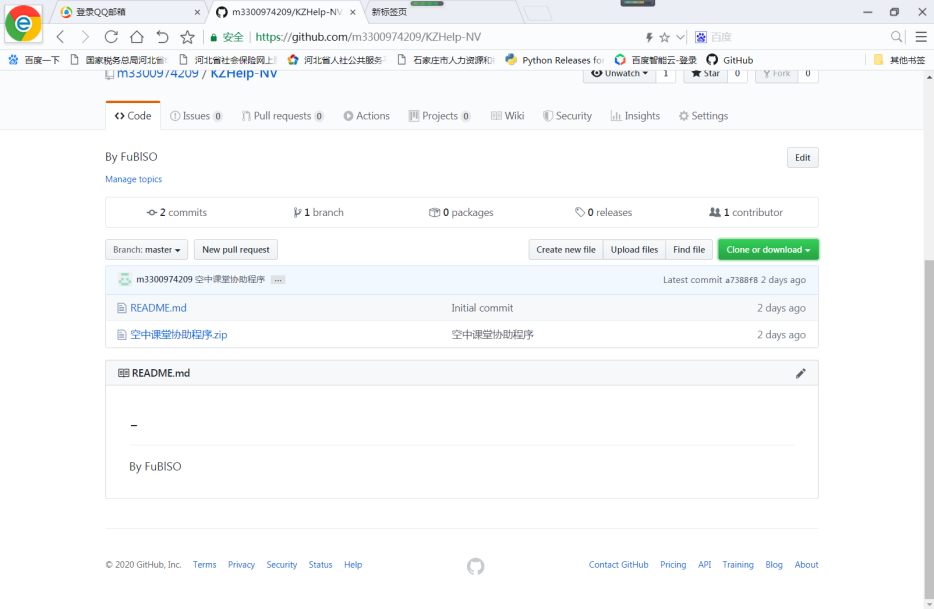 登录QQ邮箱
m3300974209/KZHelp-NV
新标签页
安全 https://github.com/m3300974209/KZHelp-NV
百度
百度一下 国家税务总局河北省 河北省社会保险网上 河北省人社公共服务 石家庄市人力资源和 Python Releases for 百度智能云-登录 GitHub 其他书签
m3300974209 / KZHelp-NV
Unwatch 1 Star 0 Fork 0
Code Issues 0 Pull requests 0 Actions Projects 0 Wiki Security Insights Settings
By FuBISO
Edit
Manage topics
2 commits 1 branch 0 packages 0 releases 1 contributor
Branch: master New pull request Create new file Upload files Find file Clone or download
m3300974209 空中课堂协助程序 ... Latest commit a7388f8 2 days ago
README.md Initial commit 2 days ago
空中课堂协助程序.zip 空中课堂协助程序 2 days ago
README.md
-
By FuBISO
© 2020 GitHub, Inc. Terms Privacy Security Status Help Contact GitHub Pricing API Training Blog About